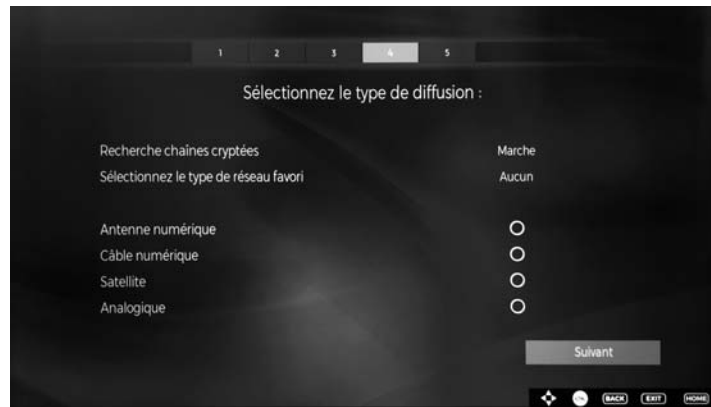 1 2 3 4 5
Sélectionnez le type de diffusion :
Recherche chaînes cryptées Marche
Sélectionnez le type de réseau favori Aucun
Antenne numérique
Câble numérique
Satellite
Analogique
Suivant
BACK EXIT HOME